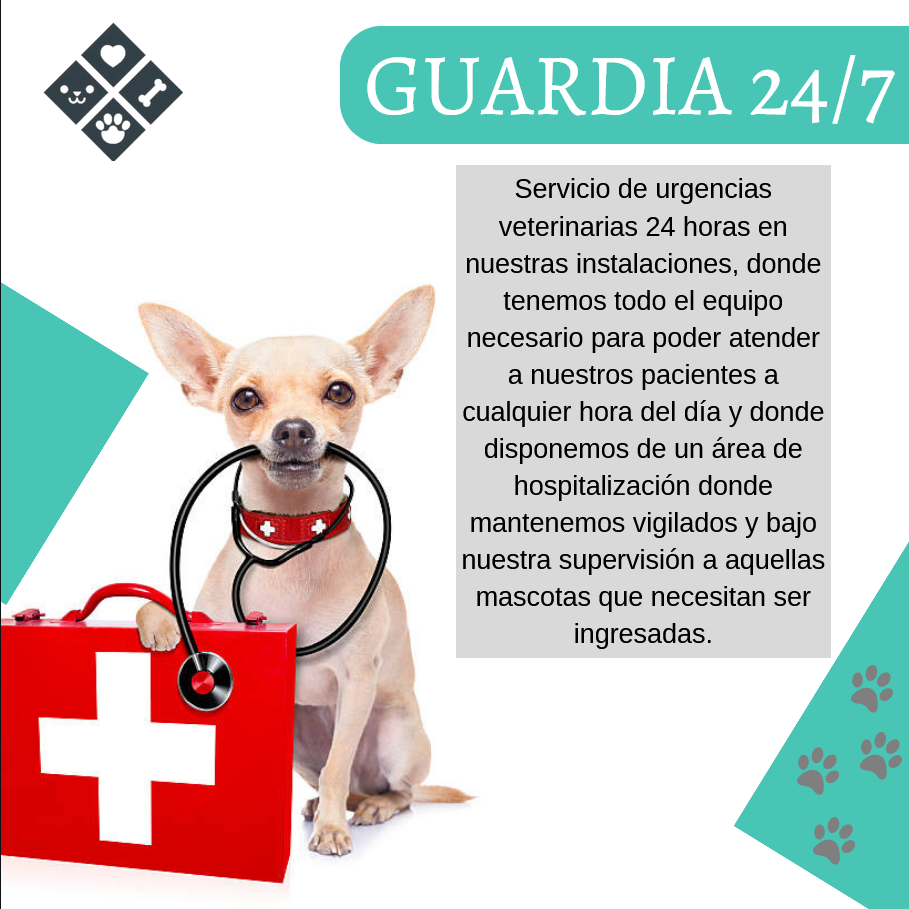 GUARDIA 24/7
Servicio de urgencias
veterinarias 24 horas en
nuestras instalaciones, donde
tenemos todo el equipo
necesario para poder atender
a nuestros pacientes a
cualquier hora del día y donde
disponemos de un área de
hospitalización donde
mantenemos vigilados y bajo
nuestra supervisión a aquellas
mascotas que necesitan ser
ingresadas.